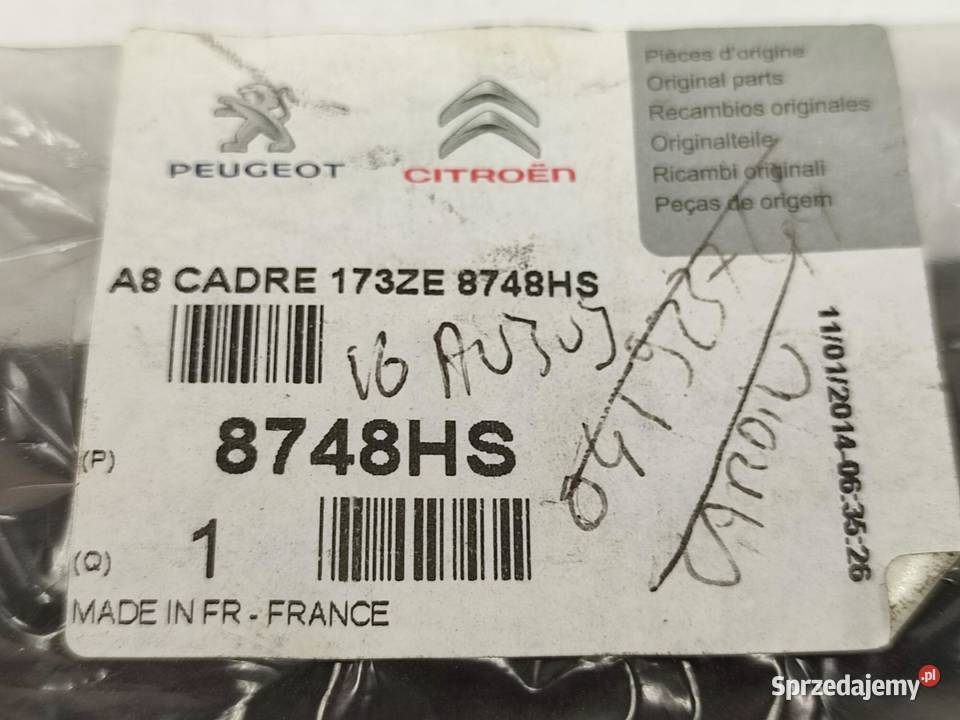 PEUGEOT
CITROËN
Pièces d'origine
Original parts
Recambios originales
Originalteile
Ricambi originali
Peças de origem
A8 CADRE 173ZE 8748HS
(P) 8748HS
(Q) 1
MADE IN FR - FRANCE
11/01/2014-06:35:26
Sprzedajemy.pl